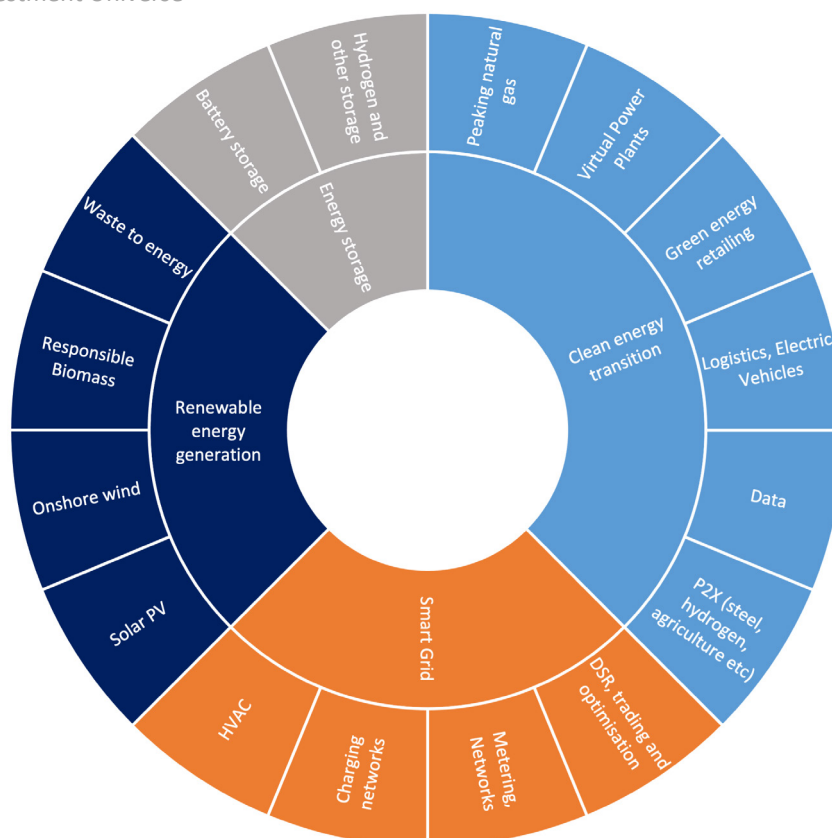 Peaking natural
gas
Virtual Power
Plants
Green energy
retailing
Logistics, Electric
Vehicles
Data
P2X (steel,
hydrogen,
agriculture etc)
DSR, trading and
optimisation
Metering,
Networks
Charging
networks
HVAC
Solar PV
Onshore wind
Responsible
Biomass
Waste to energy
Battery storage
Hydrogen and
other storage
Clean energy
transition
Smart Grid
Renewable
energy
generation
Energy storage